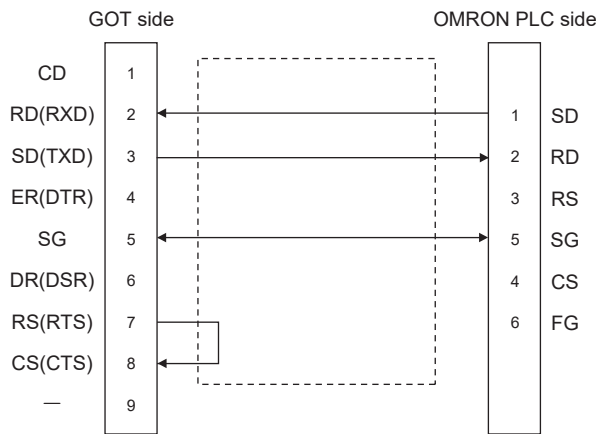 GOT side OMRON PLC side
CD 1
RD(RXD) 2 1 SD
SD(TXD) 3 2 RD
ER(DTR) 4 3 RS
SG 5 5 SG
DR(DSR) 6 4 CS
RS(RTS) 7 6 FG
CS(CTS) 8
— 9